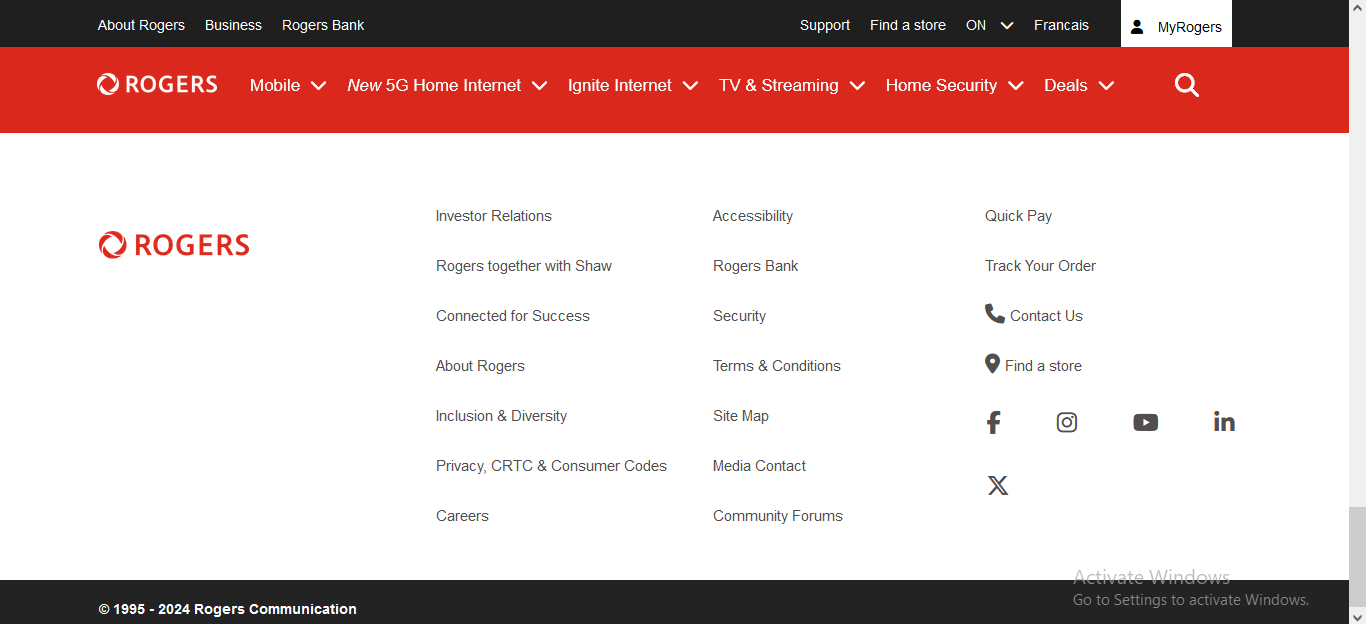 About Rogers Business Rogers Bank Support Find a store ON Francais MyRogers
ROGERS Mobile New 5G Home Internet Ignite Internet TV & Streaming Home Security Deals
ROGERS
Investor Relations
Rogers together with Shaw
Connected for Success
About Rogers
Inclusion & Diversity
Privacy, CRTC & Consumer Codes
Careers
Accessibility
Rogers Bank
Security
Terms & Conditions
Site Map
Media Contact
Community Forums
Quick Pay
Track Your Order
Contact Us
Find a store
Activate Windows
Go to Settings to activate Windows.
© 1995 - 2024 Rogers Communication